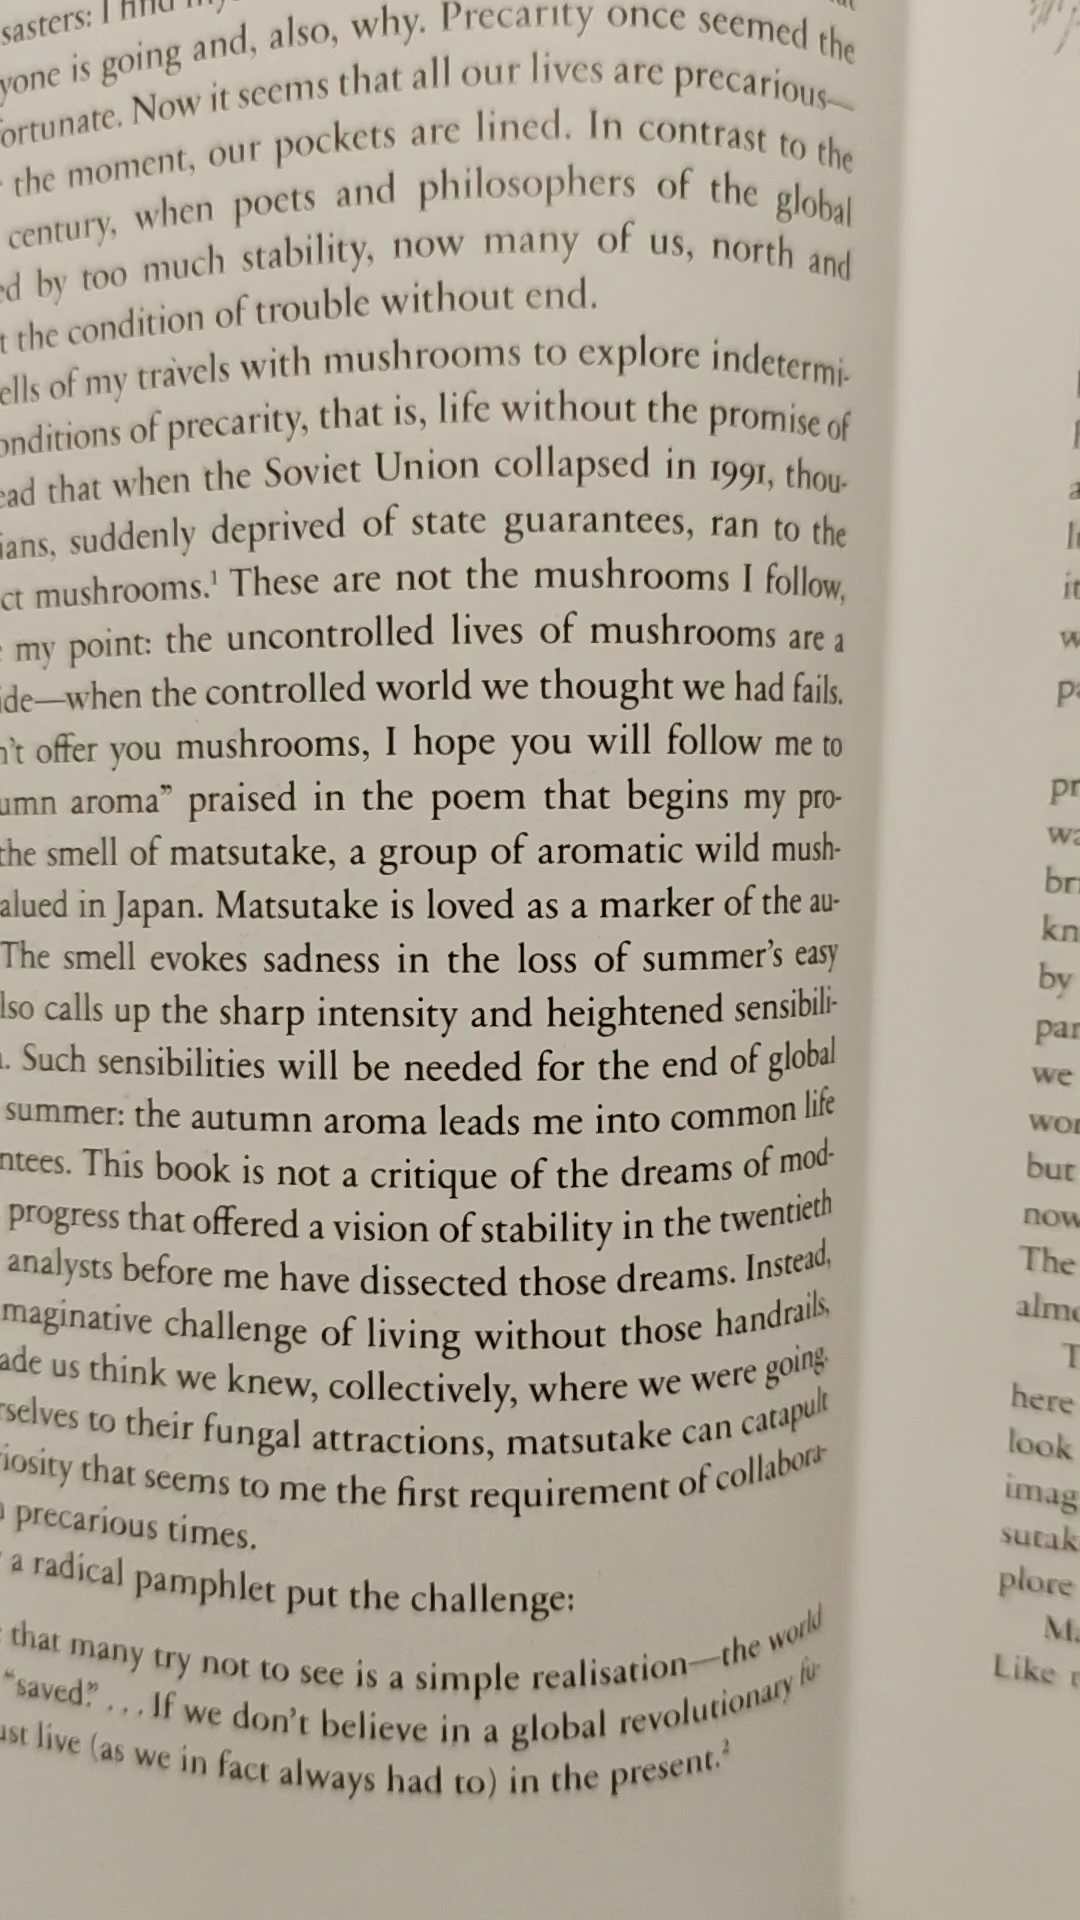 sasters: I find
yone is going and, also, why. Precarity once seemed the
ortunate. Now it seems that all our lives are precarious—
the moment, our pockets are lined. In contrast to the
century, when poets and philosophers of the global
ed by too much stability, now many of us, north and
t the condition of trouble without end.
ells of my travels with mushrooms to explore indetermi-
onditions of precarity, that is, life without the promise of
ead that when the Soviet Union collapsed in 1991, thou-
ians, suddenly deprived of state guarantees, ran to the
ct mushrooms.¹ These are not the mushrooms I follow,
my point: the uncontrolled lives of mushrooms are a
ide—when the controlled world we thought we had fails.
n't offer you mushrooms, I hope you will follow me to
umn aroma” praised in the poem that begins my pro-
the smell of matsutake, a group of aromatic wild mush-
alued in Japan. Matsutake is loved as a marker of the au-
The smell evokes sadness in the loss of summer's easy
lso calls up the sharp intensity and heightened sensibili-
. Such sensibilities will be needed for the end of global
summer: the autumn aroma leads me into common life
ntees. This book is not a critique of the dreams of mod-
progress that offered a vision of stability in the twentieth
analysts before me have dissected those dreams. Instead,
maginative challenge of living without those handrails,
ade us think we knew, collectively, where we were going.
rselves to their fungal attractions, matsutake can catapult
iosity that seems to me the first requirement of collabora-
precarious times.
a radical pamphlet put the challenge:
that many try not to see is a simple realisation—the world
“saved.” . . . If we don't believe in a global revolutionary fu-
ust live (as we in fact always had to) in the present.²
it
w
pa
pr
wa
bri
kn
by
par
we
wor
but
now
The
almo
T
here
look
imag
sutak
plore
Ma
Like